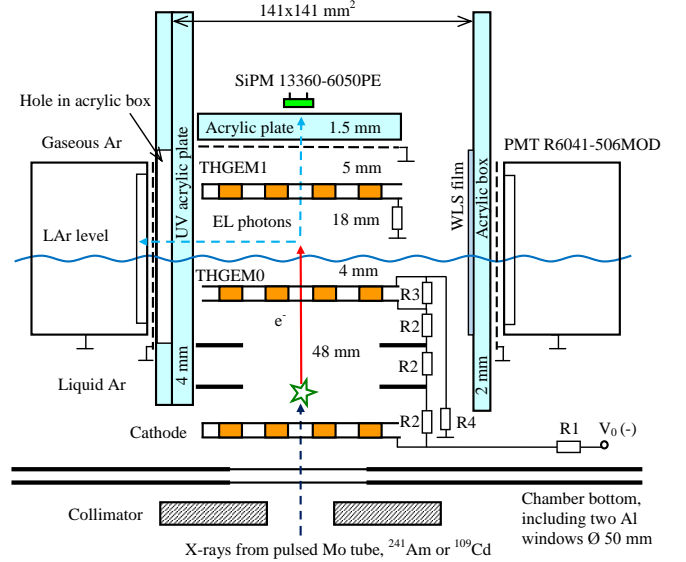 141x141 mm²
SiPM 13360-6050PE
Hole in acrylic box
Acrylic plate 1.5 mm
Gaseous Ar
PMT R6041-506MOD
THGEM1 5 mm
UV acrylic plate
WLS film
Acrylic box
EL photons 18 mm
LAr level
THGEM0 4 mm
R3
e⁻
R2
48 mm
R2
Liquid Ar
4 mm
2 mm
Cathode
R2
R4
R1
V₀ (-)
Collimator
Chamber bottom,
including two Al
windows Ø 50 mm
X-rays from pulsed Mo tube, ²⁴¹Am or ¹⁰⁹Cd